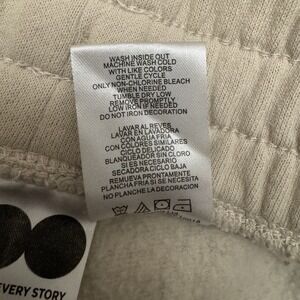 WASH INSIDE OUT
MACHINE WASH COLD
WITH LIKE COLORS
GENTLE CYCLE
ONLY NON-CHLORINE BLEACH
WHEN NEEDED
TUMBLE DRY LOW
REMOVE PROMPTLY
LOW IRON IF NEEDED
DO NOT IRON DECORATION
LAVAR AL REVES
LAVAR EN LAVADORA
CON AGUA FRIA
CON COLORES SIMILARES
CICLO DELICADO
BLANQUEADOR SIN CLORO
SI ES NECESARIO
SECADORA CICLO BAJA
REMUEVA PRONTAMENTE
PLANCHA FRIA SI SE NECESITA
NO PLANCHE LA DECORACION
EVERY STORY